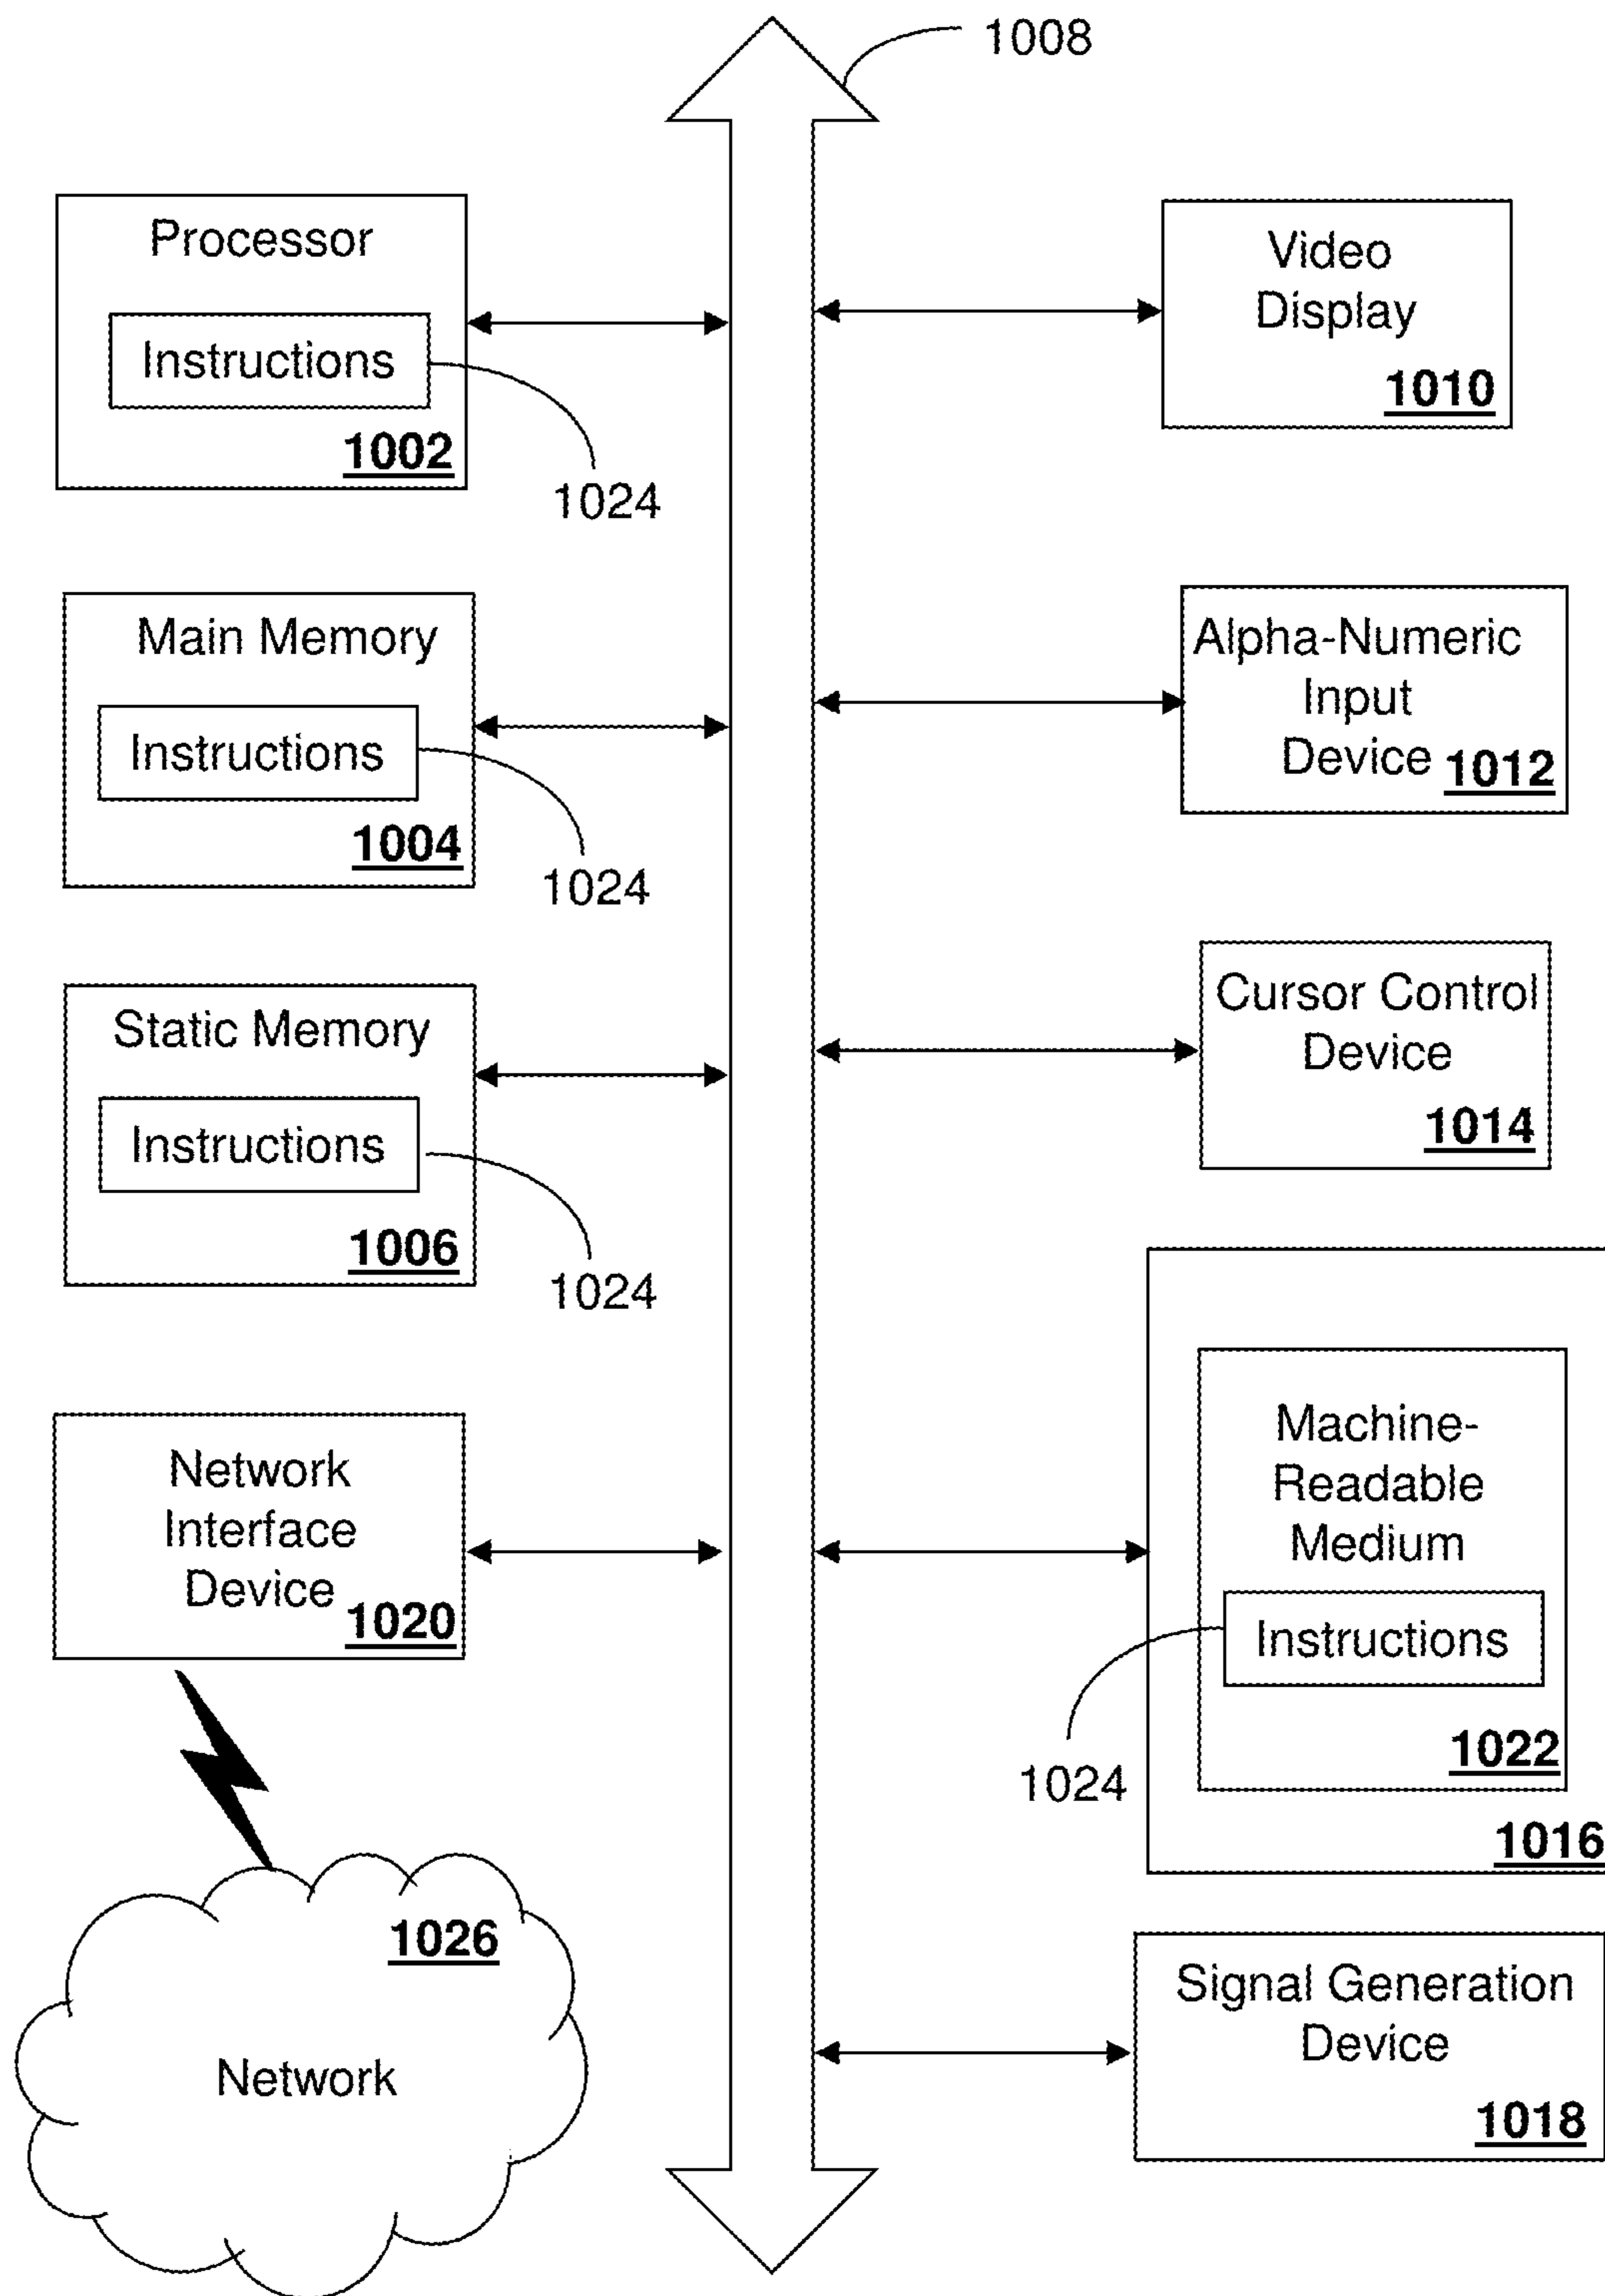 1008
Processor
Instructions
1002
1024
Main Memory
Instructions
1004
1024
Static Memory
Instructions
1006
1024
Network
Interface
Device
1020
1026
Network
Video
Display
1010
Alpha-Numeric
Input
Device 1012
Cursor Control
Device
1014
Machine-
Readable
Medium
Instructions
1022
1024
1016
Signal Generation
Device
1018